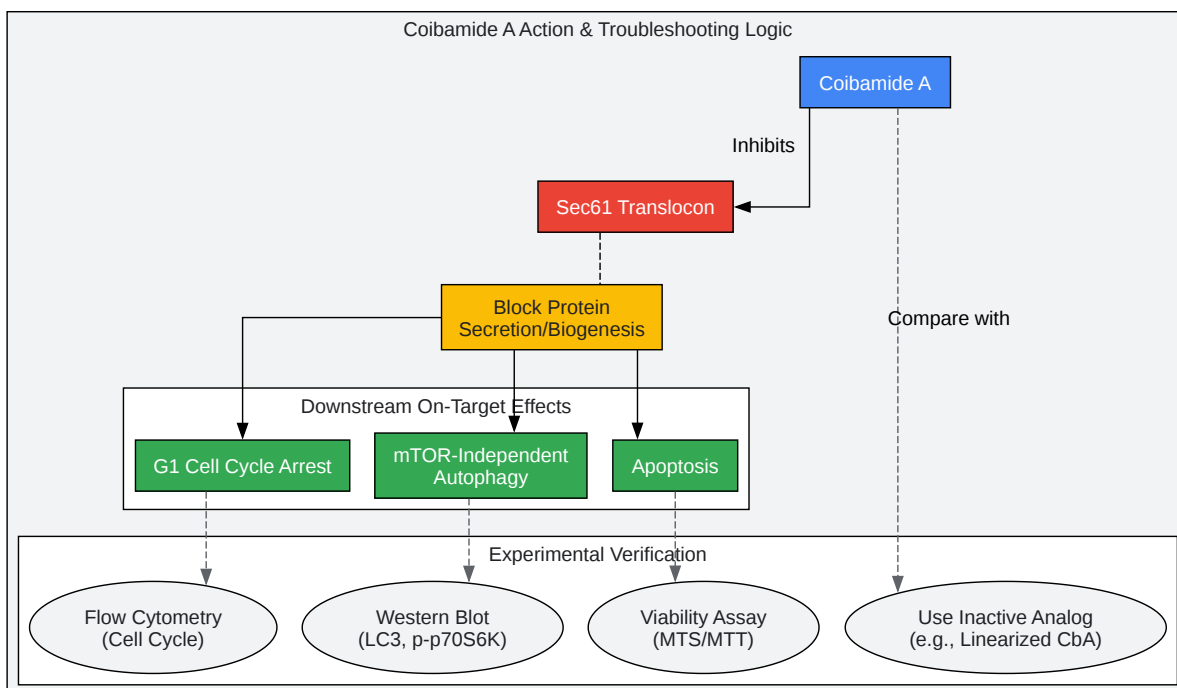 Coibamide A Action & Troubleshooting Logic
Coibamide A
Inhibits
Sec61 Translocon
Block Protein
Secretion/Biogenesis
Compare with
Downstream On-Target Effects
G1 Cell Cycle Arrest
mTOR-Independent
Autophagy
Apoptosis
Experimental Verification
Flow Cytometry
(Cell Cycle)
Western Blot
(LC3, p-p70S6K)
Viability Assay
(MTS/MTT)
Use Inactive Analog
(e.g., Linearized CbA)